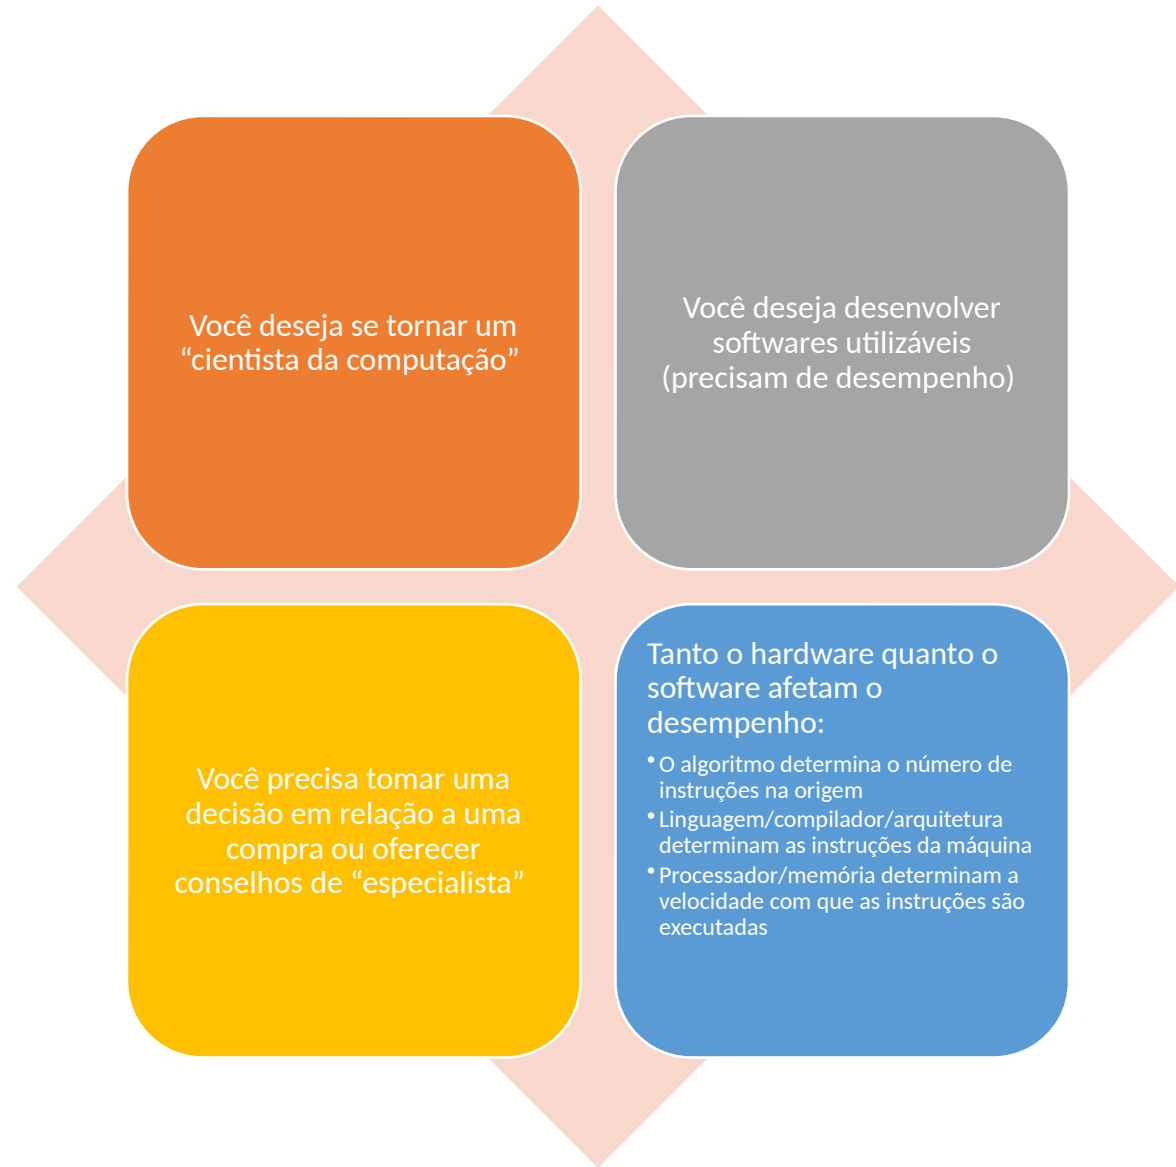 Você deseja se tornar um
“cientista da computação”
Você deseja desenvolver
softwares utilizáveis
(precisam de desempenho)
Você precisa tomar uma
decisão em relação a uma
compra ou oferecer
conselhos de “especialista”
Tanto o hardware quanto o
software afetam o
desempenho:
• O algoritmo determina o número de
instruções na origem
• Linguagem/compilador/arquitetura
determinam as instruções da máquina
• Processador/memória determinam a
velocidade com que as instruções são
executadas